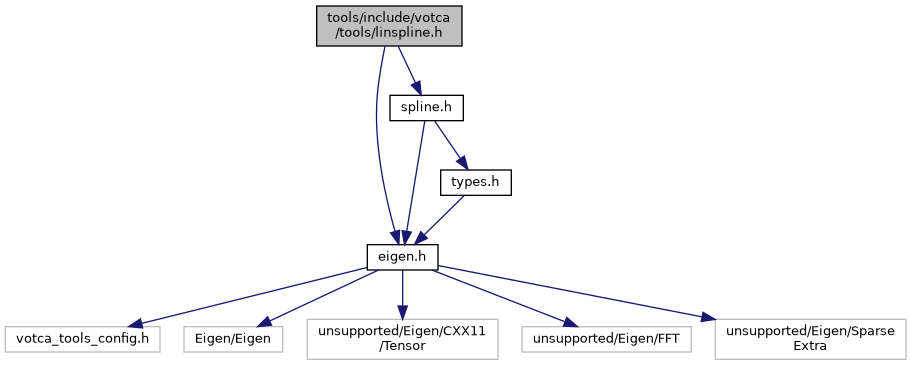 tools/include/votca
/tools/linspline.h
spline.h
types.h
eigen.h
votca_tools_config.h
Eigen/Eigen
unsupported/Eigen/CXX11
/Tensor
unsupported/Eigen/FFT
unsupported/Eigen/Sparse
Extra